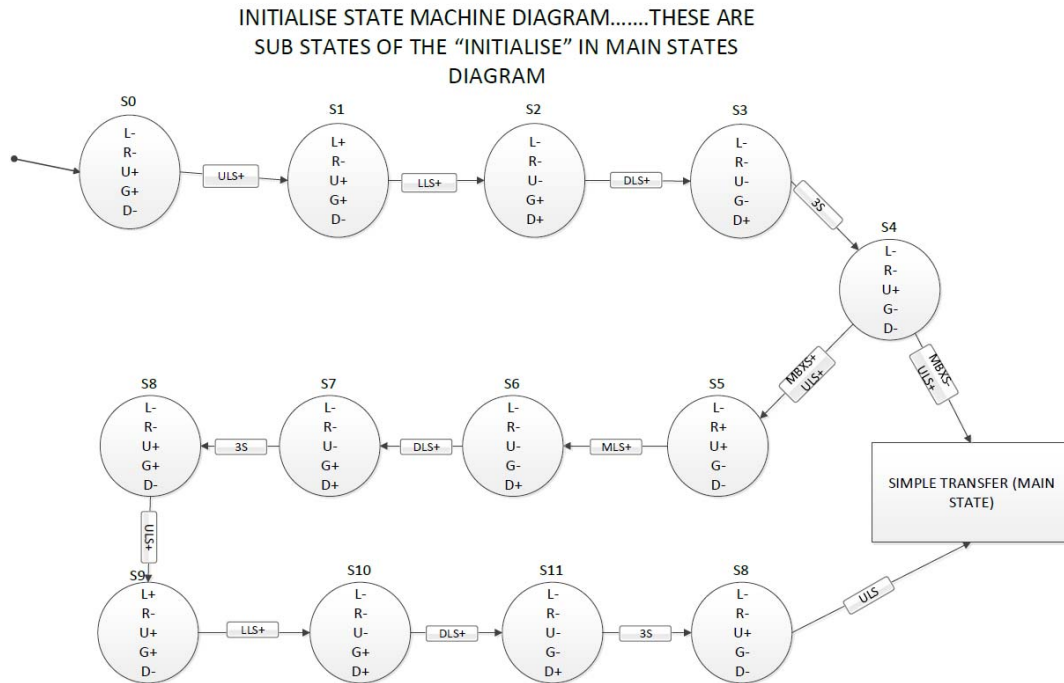 INITIALISE STATE MACHINE DIAGRAM.......THESE ARE
SUB STATES OF THE “INITIALISE” IN MAIN STATES
DIAGRAM
S0
L-
R-
U+
G+
D-
ULS+
S1
L+
R-
U+
G+
D-
LLS+
S2
L-
R-
U-
G+
D+
DLS+
S3
L-
R-
U-
G-
D+
3S
S4
L-
R-
U+
G-
D-
MBXS+
ULS+
MBXS-
ULS+
S5
L-
R+
U+
G-
D-
MLS+
S6
L-
R-
U-
G-
D+
DLS+
S7
L-
R-
U-
G+
D+
3S
S8
L-
R-
U+
G+
D-
ULS+
SIMPLE TRANSFER (MAIN
STATE)
S9
L+
R-
U+
G+
D-
LLS+
S10
L-
R-
U-
G+
D+
DLS+
S11
L-
R-
U-
G-
D+
3S
S8
L-
R-
U+
G-
D-
ULS